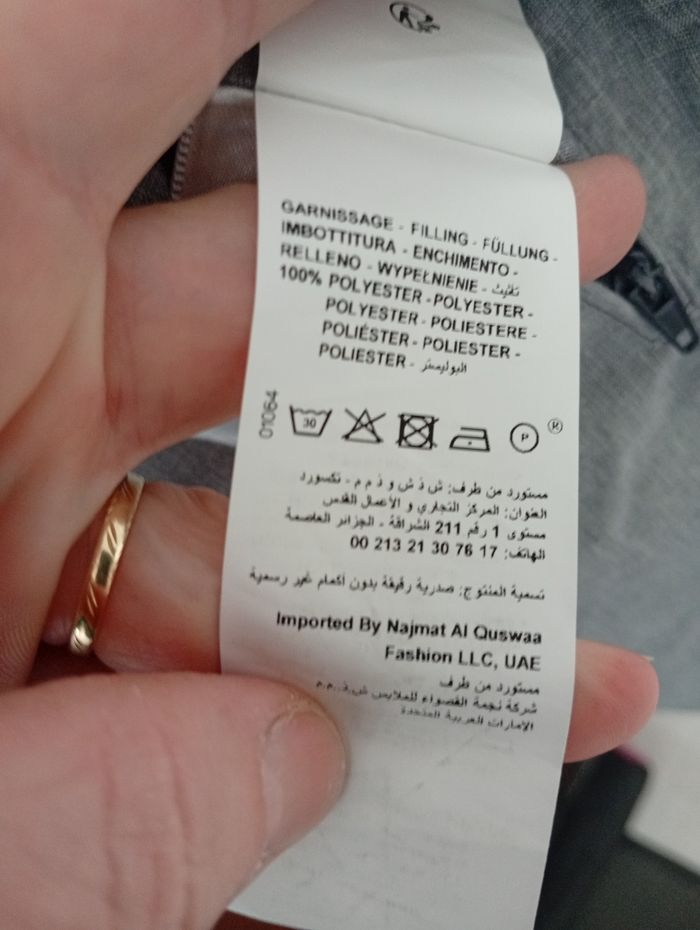 GARNISSAGE - FILLING - FÜLLUNG -
IMBOTTITURA - ENCHIMENTO -
RELLENO - WYPEŁNIENIE -
100% POLYESTER - POLYESTER -
POLYESTER - POLIESTERE -
POLIÉSTER - POLIESTER -
POLIESTER - البوليستر
01064
30
P
®
مستورد من طرف: ش ذ ش و ذ م م - تكسورد
العنوان: المركز التجاري و الأعمال القدس
مستوى 1 رقم 211 الشراقة - الجزائر العاصمة
الهاتف: 17 76 30 21 213 00
تسمية المنتوج: صدرية رقيقة بدون أكمام غير رسمية
Imported By Najmat Al Quswaa
Fashion LLC, UAE
مستورد من طرف
شركة نجمة القصواء للملابس ش.ذ.م.م
الإمارات العربية المتحدة